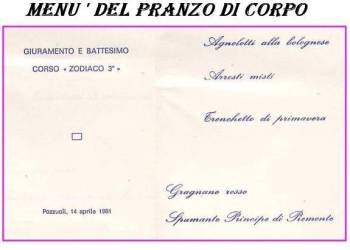 MENU ' DEL PRANZO DI CORPO
GIURAMENTO E BATTESIMO
CORSO « ZODIACO 3° »
Pozzuoli, 14 aprile 1981
Agnolotti alla bolognese
Arrosti misti
Tronchetto di primavera
Gragnano rosso
Spumante Principe di Piemonte